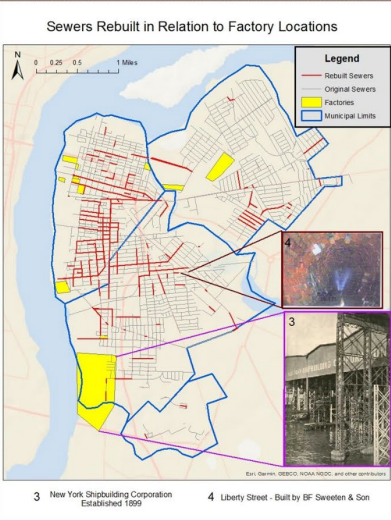 Sewers Rebuilt in Relation to Factory Locations
N
0 0.25 0.5 1 Miles
Legend
Rebuilt Sewers
Original Sewers
Factories
Municipal Limits
4
3
SHIPBUILDING
Esri, Garmin, GEBCO, NOAA NGDC, and other contributors
3 New York Shipbuilding Corporation
Established 1899
4 Liberty Street - Built by BF Sweeten & Son